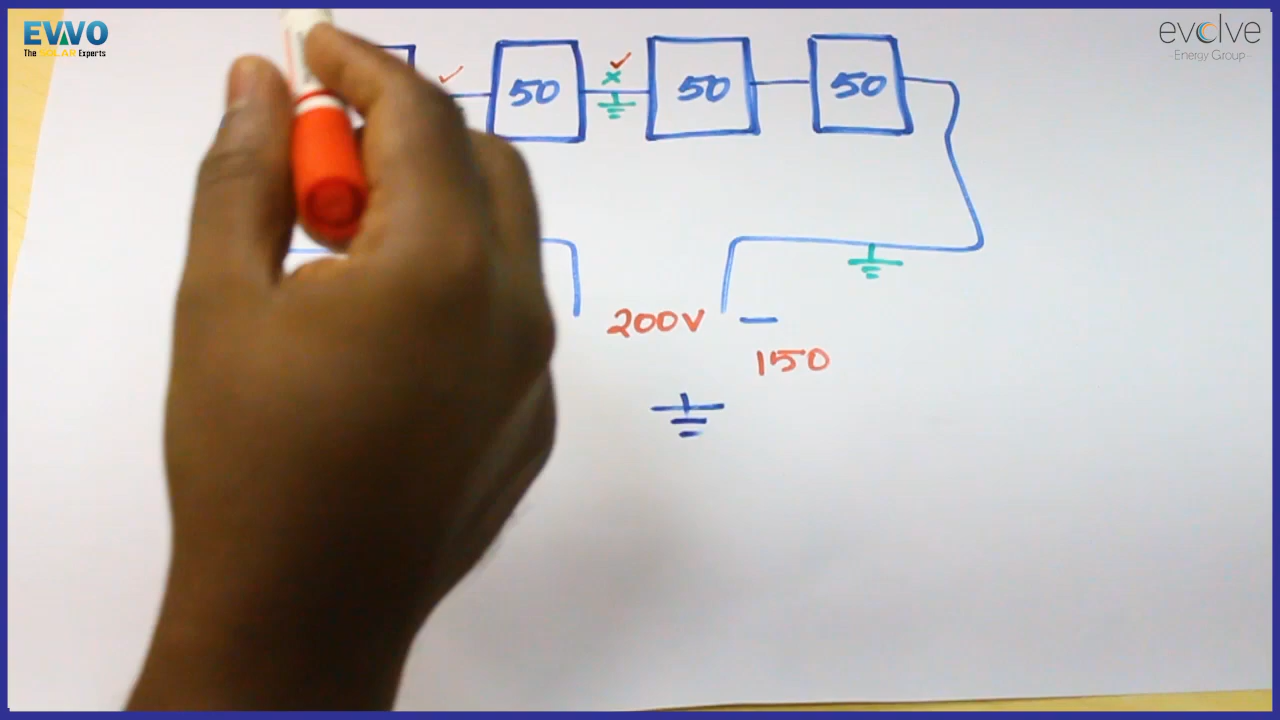 EVVO
The SOLAR Experts
evolve
Energy Group
50 50 50
200V
150